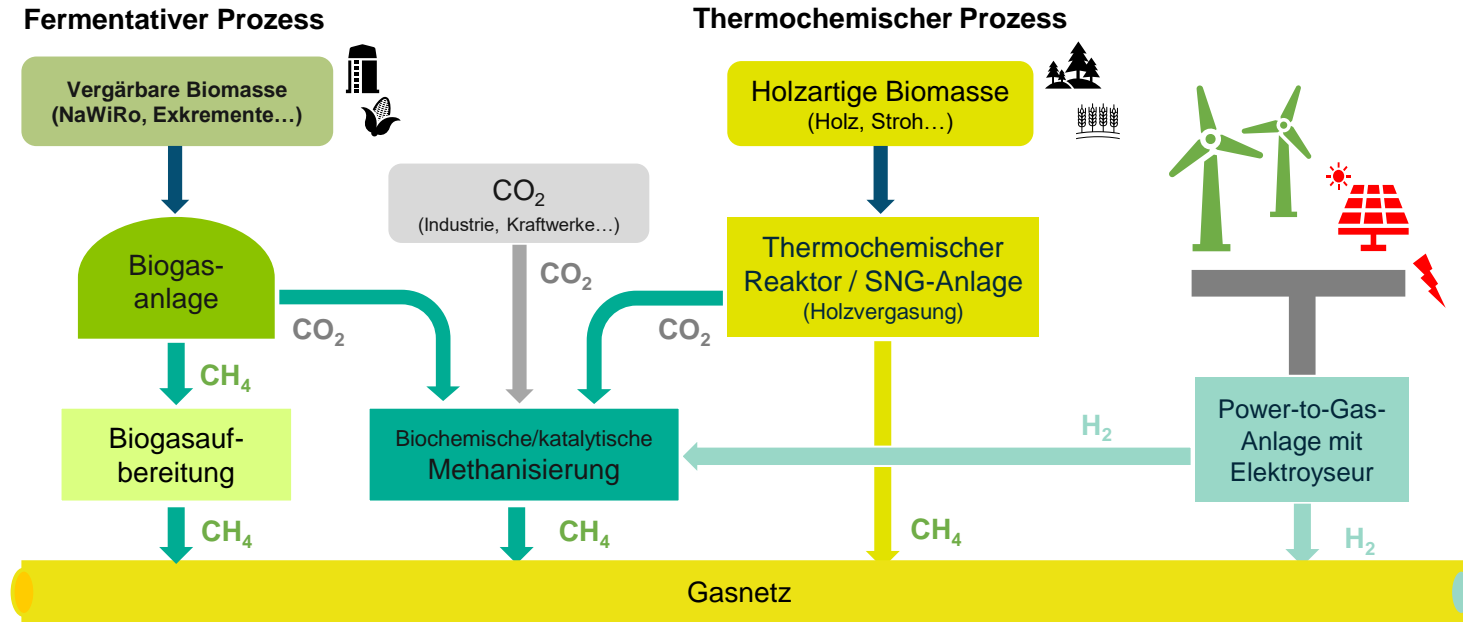 Fermentativer Prozess
Thermochemischer Prozess
Vergärbare Biomasse
(NaWiRo, Exkremente…)
Holzartige Biomasse
(Holz, Stroh…)
CO₂
(Industrie, Kraftwerke…)
Biogas-
anlage
Thermochemischer
Reaktor / SNG-Anlage
(Holzvergasung)
CO₂
CO₂
CO₂
CH₄
Biogasauf-
bereitung
Biochemische/katalytische
Methanisierung
H₂
Power-to-Gas-
Anlage mit
Elektroyseur
CH₄
CH₄
CH₄
H₂
Gasnetz